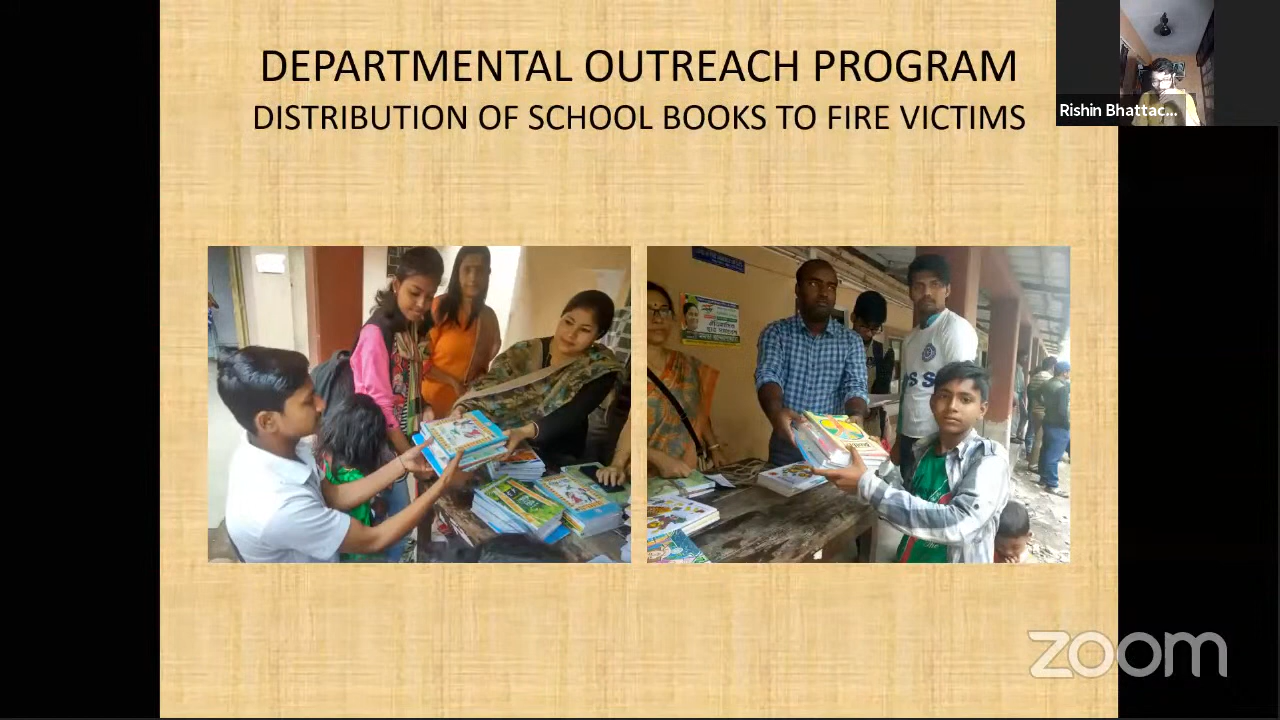 DEPARTMENTAL OUTREACH PROGRAM
DISTRIBUTION OF SCHOOL BOOKS TO FIRE VICTIMS
Rishin Bhattac...
zoom